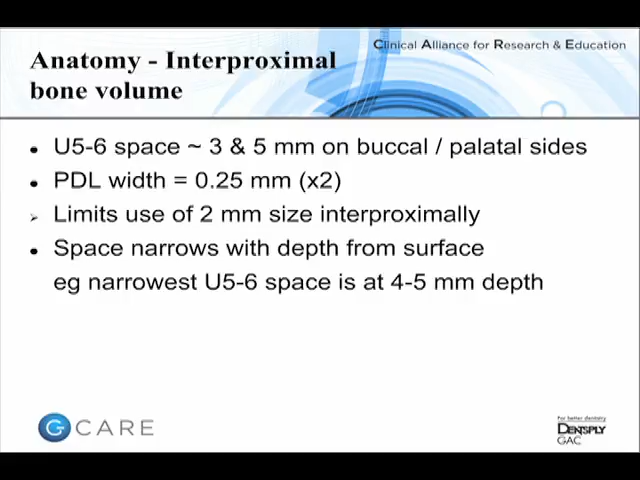 Clinical Alliance for Research & Education
Anatomy - Interproximal
bone volume
U5-6 space ~ 3 & 5 mm on buccal / palatal sides
PDL width = 0.25 mm (x2)
Limits use of 2 mm size interproximally
Space narrows with depth from surface
eg narrowest U5-6 space is at 4-5 mm depth
G CARE
For better dentistry
DENTSPLY
GAC